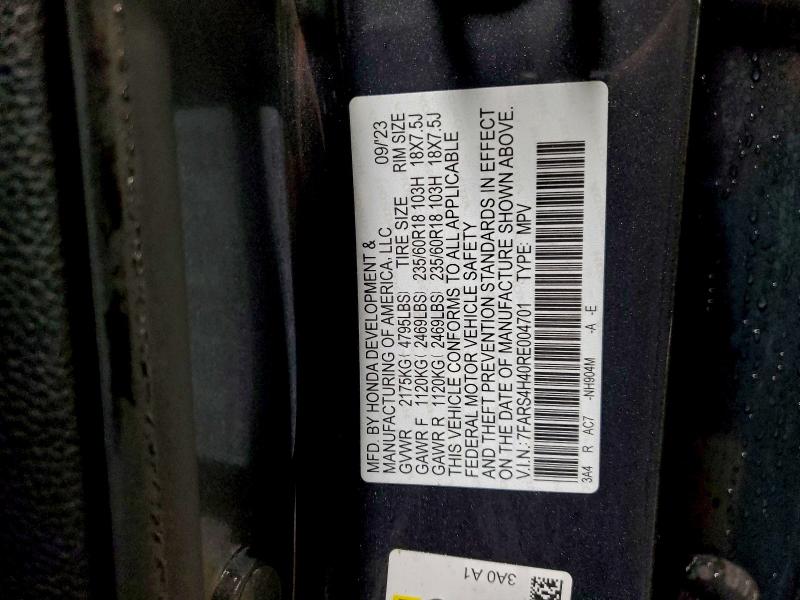 MFD. BY HONDA DEVELOPMENT &
MANUFACTURING OF AMERICA, LLC 09/'23
GVWR 2175KG( 4795LBS) TIRE SIZE RIM SIZE
GAWR F 1120KG( 2469LBS) 235/60R18 103H 18X7.5J
GAWR R 1120KG( 2469LBS) 235/60R18 103H 18X7.5J
THIS VEHICLE CONFORMS TO ALL APPLICABLE
FEDERAL MOTOR VEHICLE SAFETY
AND THEFT PREVENTION STANDARDS IN EFFECT
ON THE DATE OF MANUFACTURE SHOWN ABOVE.
V.I.N.: 7FARS4H40RE004701 TYPE: MPV
3A4 R AC7 -NH904M -A -E
3A0 A1